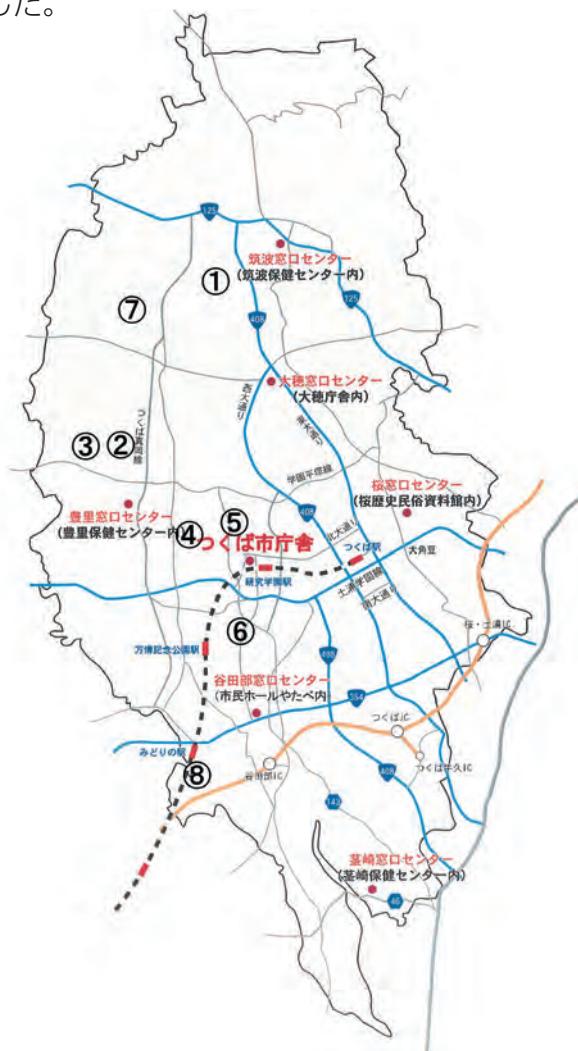 した。
125
筑波窓口センター
(筑波保健センター内)
①
125
⑦
408
大穂窓口センター
(大穂庁舎内)
西大通り
東大通り
つくば真岡線
③
②
学園平塚線
桜窓口センター
(桜歴史民俗資料館内)
豊里窓口センター
(豊里保健センター内)
④
⑤
408
北大通り
つくば市庁舎
つくば駅
大角豆
研究学園駅
土浦学園線
南大通り
⑥
万博記念公園駅
408
桜・土浦IC
谷田部窓口センター
(市民ホールやたべ内)
354
つくばIC
みどりの駅
⑧
谷田部IC
408
つくば牛久IC
143
茎崎窓口センター
(茎崎保健センター内)
46